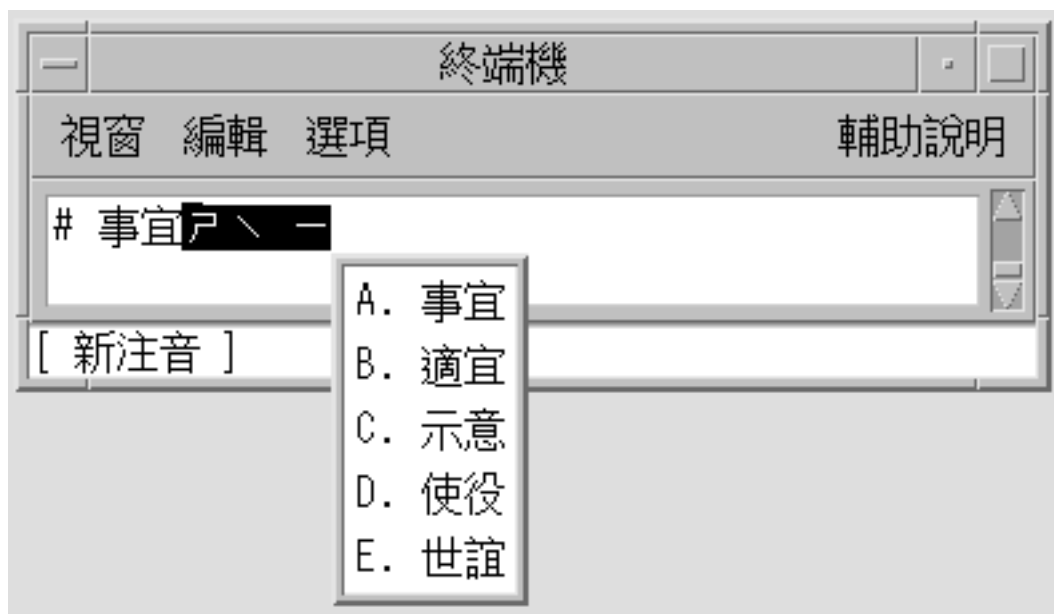 終端機
視窗 編輯 選項 輔助說明
# 事宜ㄕˋ ㄧ
A. 事宜
B. 適宜
C. 示意
D. 使役
E. 世誼
[ 新注音 ]